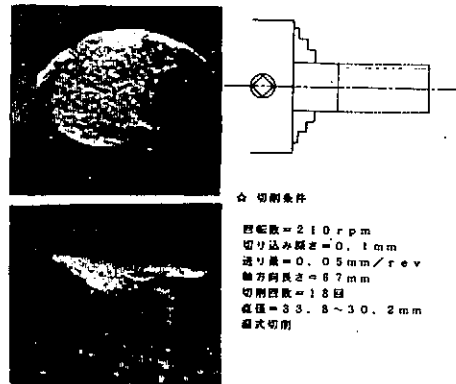 ☆ 切削条件
回転数=210rpm
切り込み深さ=0.1mm
送り量=0.05mm/rev
軸方向長さ=67mm
切削回数=18回
直径=33.8~30.2mm
湿式切削